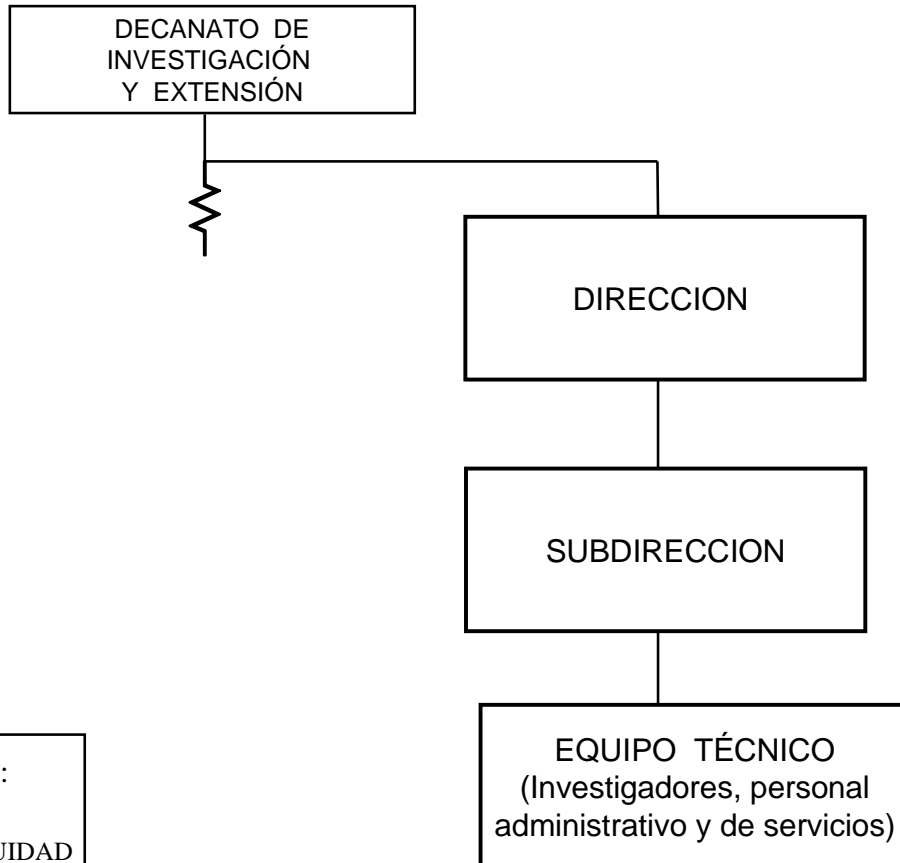 DECANATO DE
INVESTIGACIÓN
Y EXTENSIÓN
DIRECCION
SUBDIRECCION
EQUIPO TÉCNICO
(Investigadores, personal
administrativo y de servicios)
: